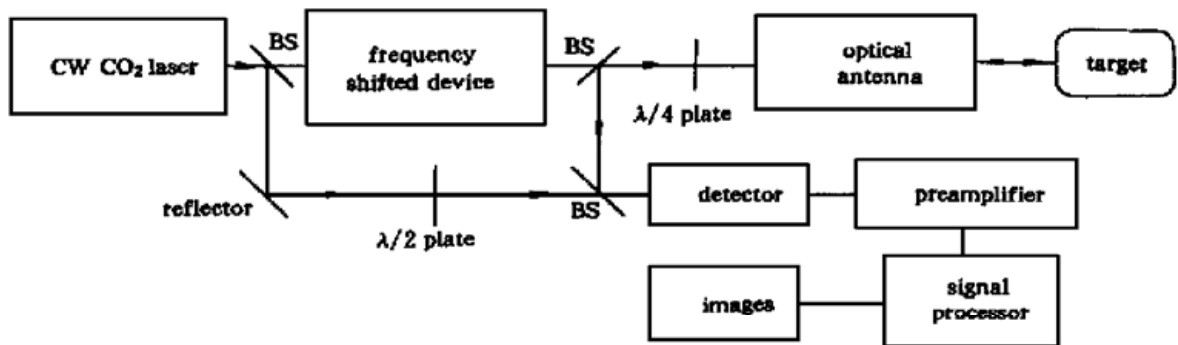 CW CO₂ laser
BS
frequency
shifted device
BS
λ/4 plate
optical
antenna
target
reflector
λ/2 plate
BS
detector
preamplifier
images
signal
processor